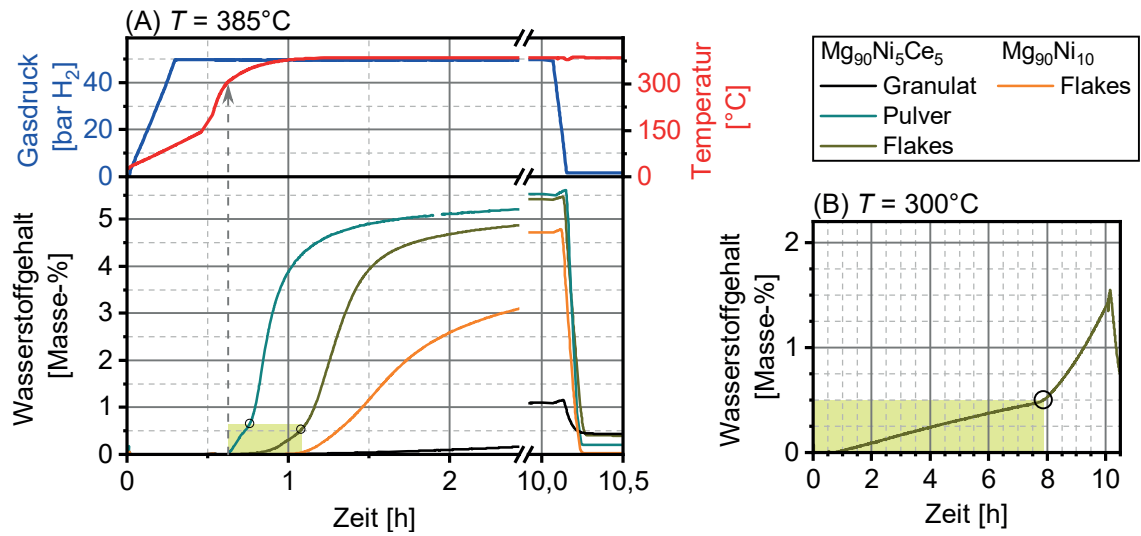 (A) T = 385°C
Gasdruck
[bar H₂]
40
20
0
300
150
0
Temperatur
[°C]
Wasserstoffgehalt
[Masse-%]
5
4
3
2
1
0
0 1 2 10,0 10,5
Zeit [h]
Mg₉₀Ni₅Ce₅ Mg₉₀Ni₁₀
Granulat Flakes
Pulver
Flakes
(B) T = 300°C
Wasserstoffgehalt
[Masse-%]
2
1
0
0 2 4 6 8 10
Zeit [h]